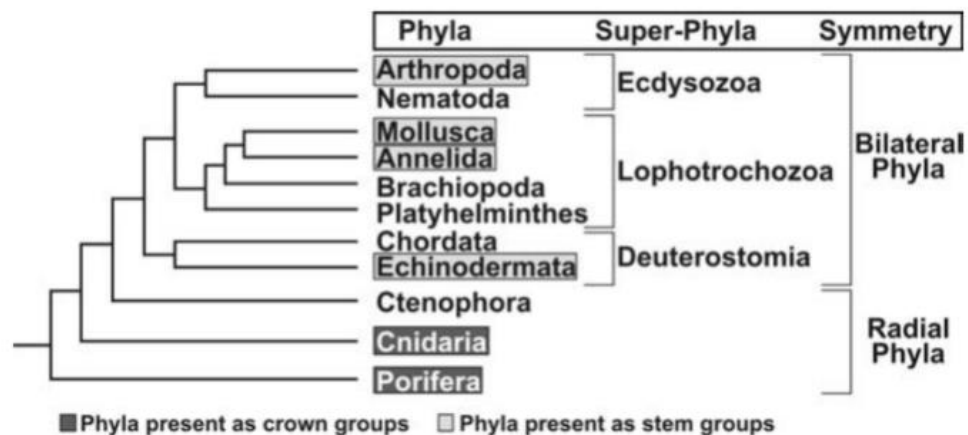 Phyla Super-Phyla Symmetry
Arthropoda
Nematoda
Ecdysozoa
Mollusca
Annelida
Brachiopoda
Platyhelminthes
Lophotrochozoa
Chordata
Echinodermata
Deuterostomia
Bilateral
Phyla
Ctenophora
Cnidaria
Porifera
Radial
Phyla
Phyla present as crown groups Phyla present as stem groups